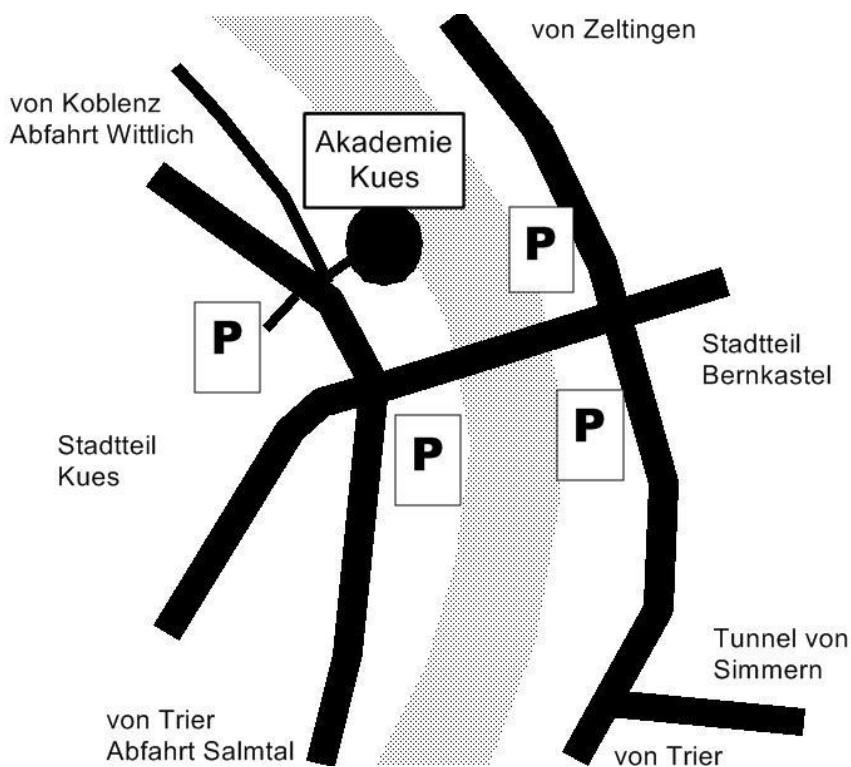 von Zeltingen
von Koblenz
Abfahrt Wittlich
Akademie
Kues
P
P
Stadtteil
Bernkastel
P
P
Stadtteil
Kues
Tunnel von
Simmern
von Trier
Abfahrt Salmtal
von Trier